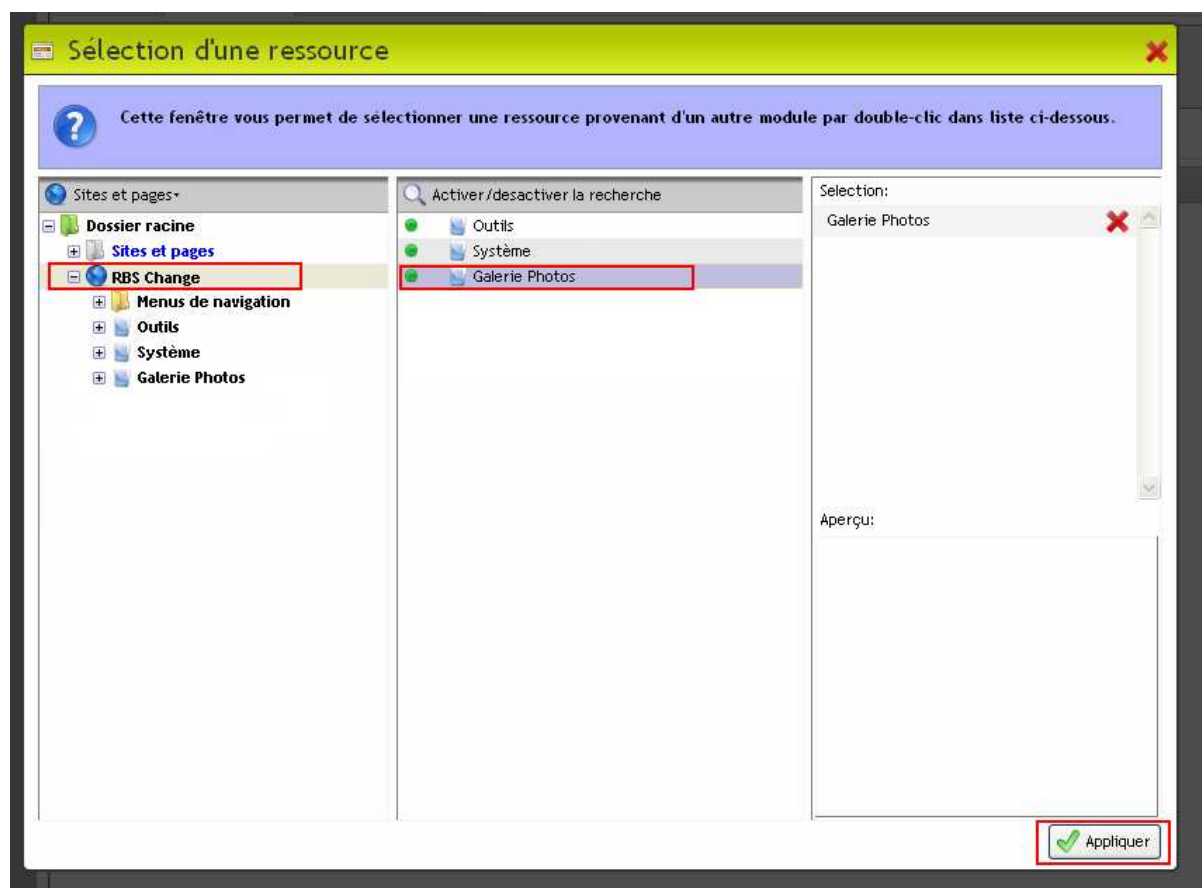 Sélection d'une ressource
Cette fenêtre vous permet de sélectionner une ressource provenant d'un autre module par double-clic dans liste ci-dessous.
Sites et pages
Dossier racine
Sites et pages
RBS Change
Menus de navigation
Outils
Système
Galerie Photos
Activer/desactiver la recherche
Outils
Système
Galerie Photos
Selection:
Galerie Photos
Aperçu:
Appliquer